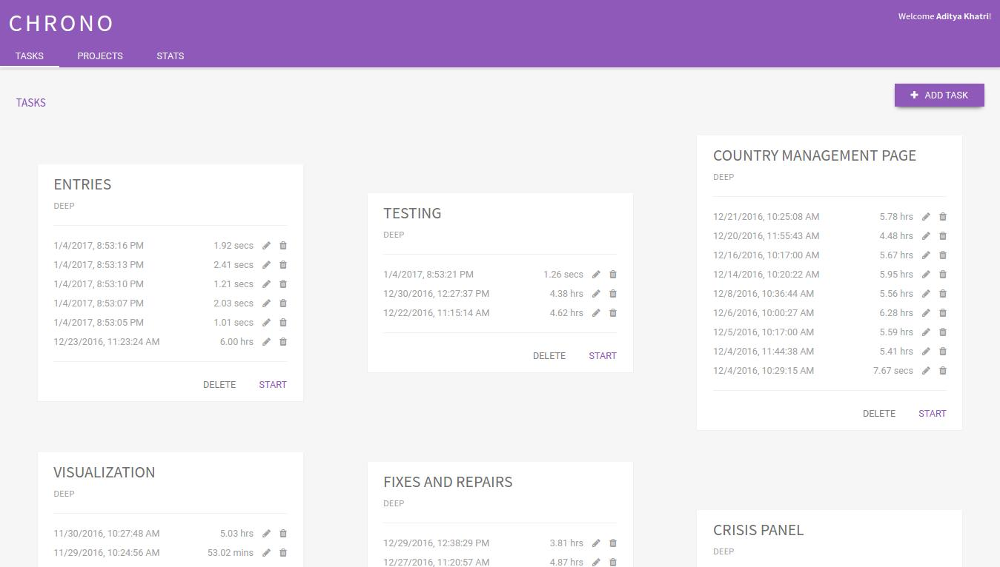 CHRONO
Welcome Aditya Khatri!
TASKS PROJECTS STATS
TASKS
ADD TASK
ENTRIES
DEEP
1/4/2017, 8:53:16 PM 1.92 secs
1/4/2017, 8:53:13 PM 2.41 secs
1/4/2017, 8:53:10 PM 1.21 secs
1/4/2017, 8:53:07 PM 2.03 secs
1/4/2017, 8:53:05 PM 1.01 secs
12/23/2016, 11:23:24 AM 6.00 hrs
DELETE START
TESTING
DEEP
1/4/2017, 8:53:21 PM 1.26 secs
12/30/2016, 12:27:37 PM 4.38 hrs
12/22/2016, 11:15:14 AM 4.62 hrs
DELETE START
COUNTRY MANAGEMENT PAGE
DEEP
12/21/2016, 10:25:08 AM 5.78 hrs
12/20/2016, 11:55:43 AM 4.48 hrs
12/16/2016, 10:17:00 AM 5.67 hrs
12/14/2016, 10:20:22 AM 5.95 hrs
12/8/2016, 10:36:44 AM 5.56 hrs
12/6/2016, 10:00:27 AM 6.28 hrs
12/5/2016, 10:17:00 AM 5.59 hrs
12/4/2016, 11:44:38 AM 5.41 hrs
12/4/2016, 10:29:15 AM 7.67 secs
DELETE START
VISUALIZATION
DEEP
11/30/2016, 10:27:48 AM 5.03 hrs
11/29/2016, 10:24:56 AM 53.02 mins
FIXES AND REPAIRS
DEEP
12/29/2016, 12:38:29 PM 3.81 hrs
12/27/2016, 11:20:57 AM 4.87 hrs
CRISIS PANEL
DEEP